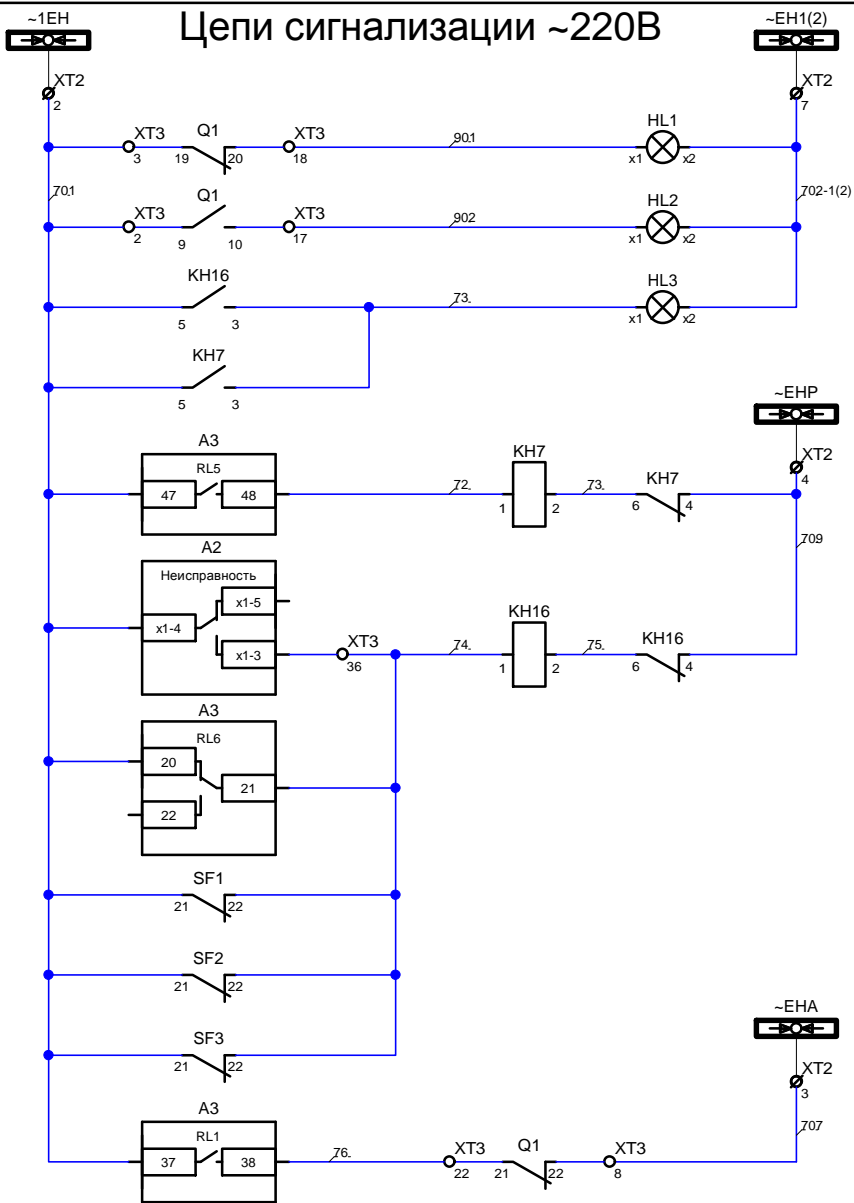 Цепи сигнализации ~220В
~1EH
~EH1(2)
XT2
2
XT2
7
701
702-1(2)
XT3
3
Q1
19
20
XT3
18
901
HL1
x1
x2
XT3
2
Q1
9
10
XT3
17
902
HL2
x1
x2
KH16
5
3
73.
HL3
x1
x2
KH7
5
3
~EHP
XT2
4
A3
RL5
47
48
72.
KH7
1
2
73.
KH7
6
4
709
A2
Неисправность
x1-4
x1-5
x1-3
XT3
36
74.
KH16
1
2
75.
KH16
6
4
A3
RL6
20
21
22
SF1
21
22
SF2
21
22
SF3
21
22
~EHA
XT2
3
707
A3
RL1
37
38
76.
XT3
22
Q1
21
22
XT3
8